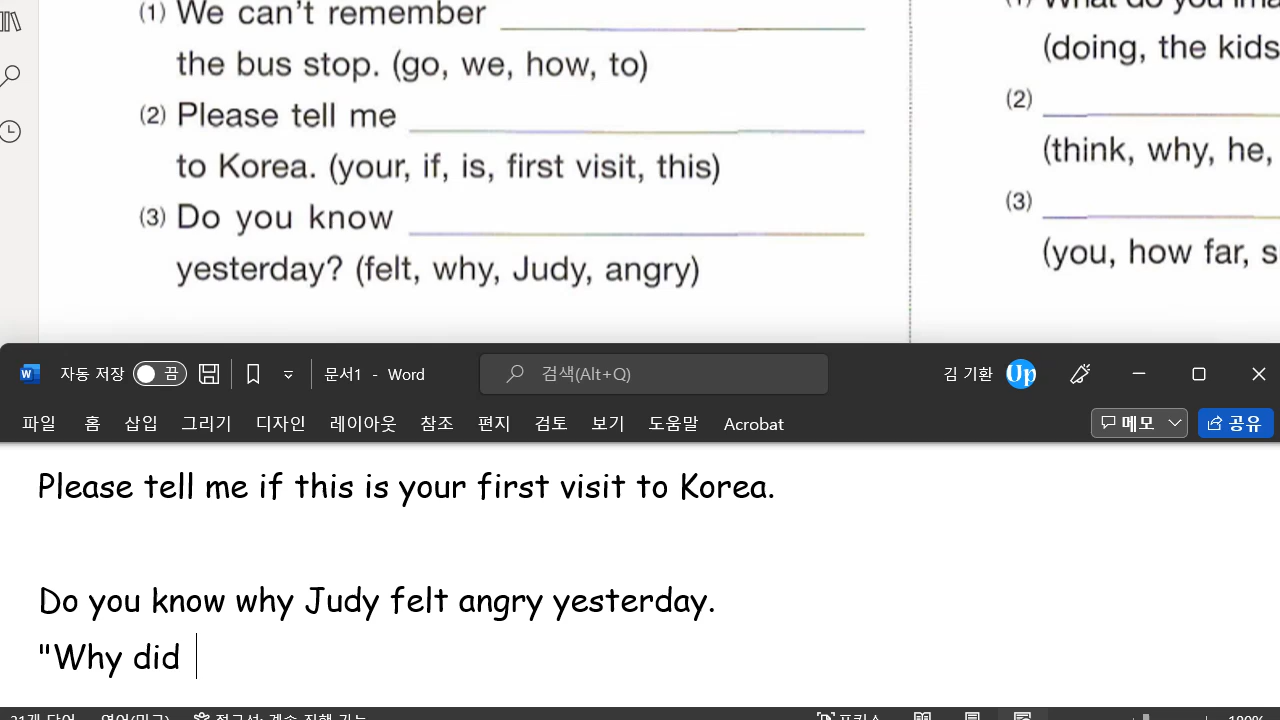 (1) We can't remember
the bus stop. (go, we, how, to)
(2) Please tell me
to Korea. (your, if, is, first visit, this)
(3) Do you know
yesterday? (felt, why, Judy, angry)
(doing, the kids
(2)
(think, why, he,
(3)
(you, how far, s
자동 저장 끔 문서1 - Word 검색(Alt+Q) 김 기환 Up
파일 홈 삽입 그리기 디자인 레이아웃 참조 편지 검토 보기 도움말 Acrobat 메모 공유
Please tell me if this is your first visit to Korea.
Do you know why Judy felt angry yesterday.
"Why did